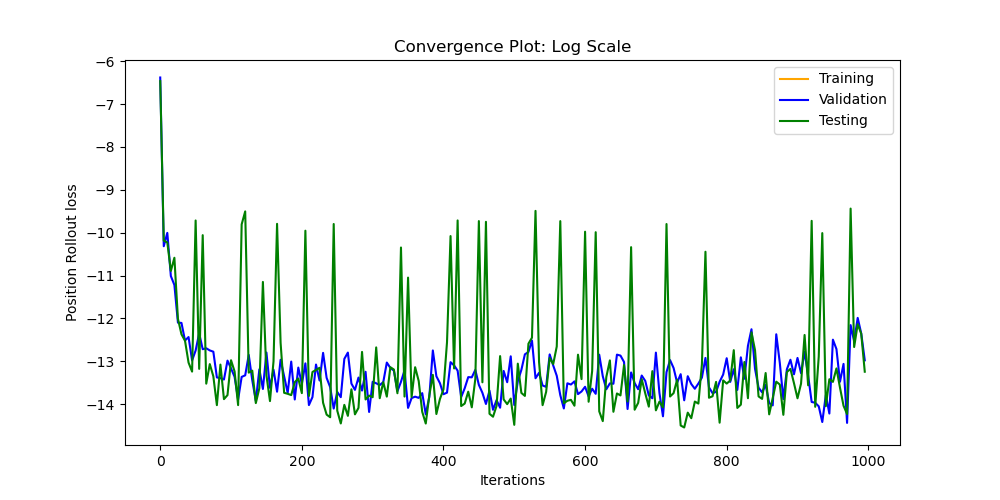 Convergence Plot: Log Scale
−6
−7
−8
−9
−10
−11
−12
−13
−14
Position Rollout loss
Training
Validation
Testing
0 200 400 600 800 1000
Iterations